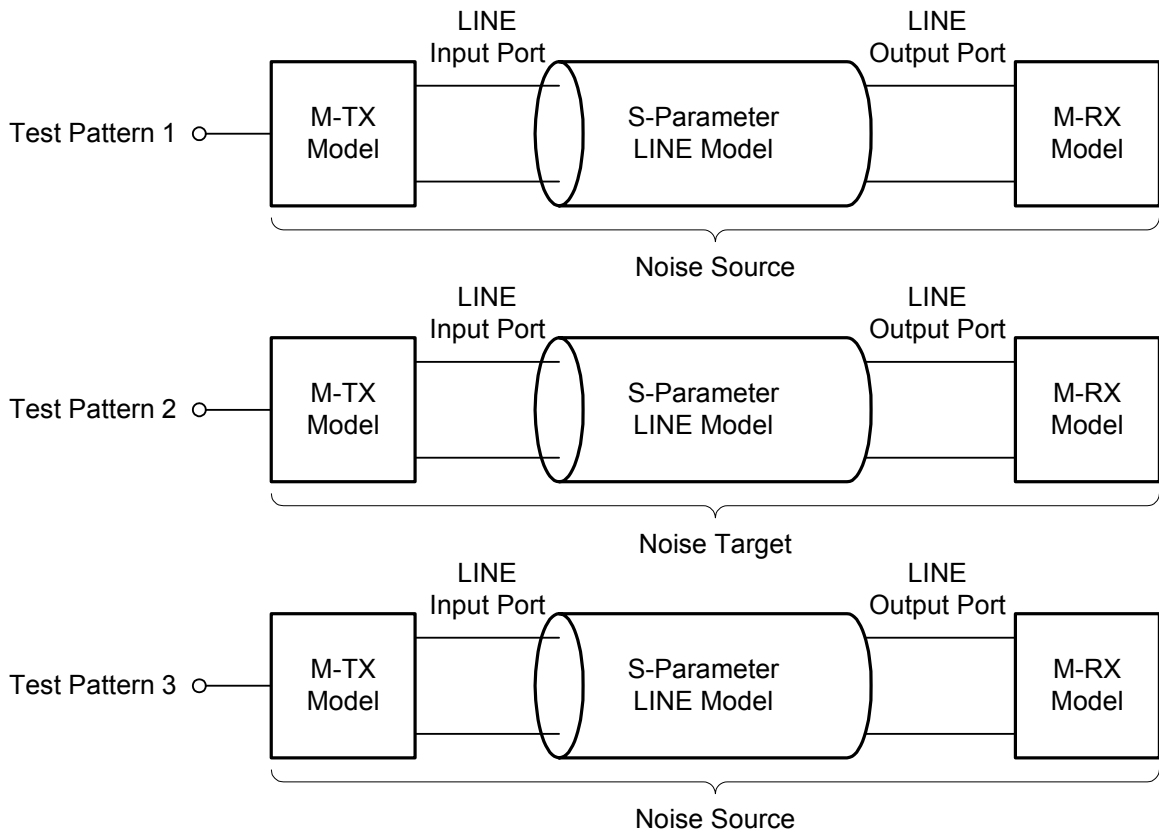 LINE
Input Port
LINE
Output Port
Test Pattern 1
M-TX
Model
S-Parameter
LINE Model
M-RX
Model
Noise Source
LINE
Input Port
LINE
Output Port
Test Pattern 2
M-TX
Model
S-Parameter
LINE Model
M-RX
Model
Noise Target
LINE
Input Port
LINE
Output Port
Test Pattern 3
M-TX
Model
S-Parameter
LINE Model
M-RX
Model
Noise Source